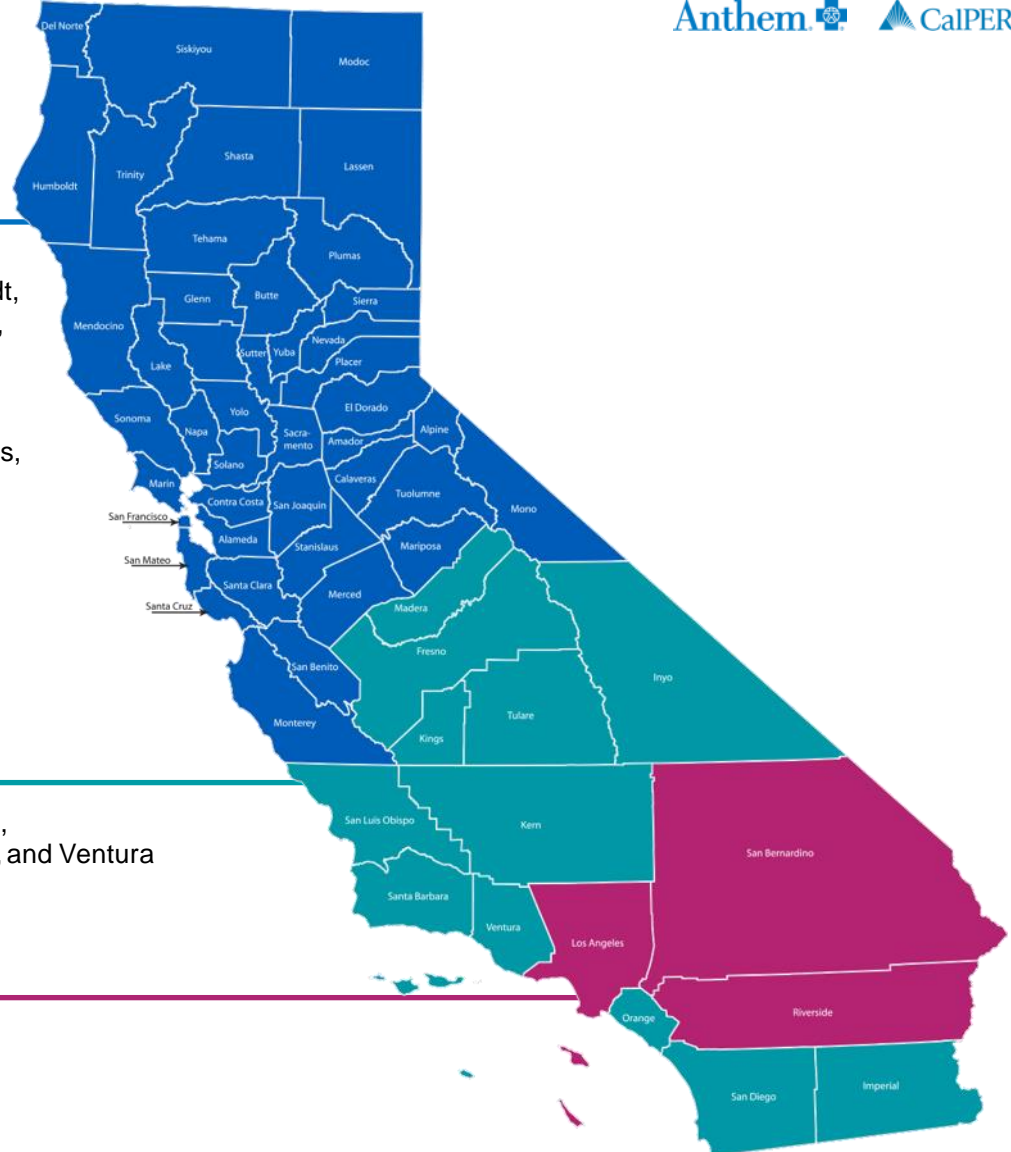 Anthem
CalPER
Del Norte
Siskiyou
Modoc
Humboldt
Trinity
Shasta
Lassen
Tehama
Plumas
Mendocino
Glenn
Butte
Sierra
Lake
Sutter
Yuba
Nevada
Placer
Sonoma
Napa
Yolo
Sacra-
mento
El Dorado
Amador
Alpine
Solano
Marin
Contra Costa
San Joaquin
Calaveras
Tuolumne
Mono
San Francisco
Alameda
Stanislaus
Mariposa
San Mateo
Santa Clara
Merced
Madera
Santa Cruz
San Benito
Fresno
Inyo
Monterey
Kings
Tulare
, and Ventura
San Luis Obispo
Kern
San Bernardino
Santa Barbara
Ventura
Los Angeles
Orange
Riverside
San Diego
Imperial